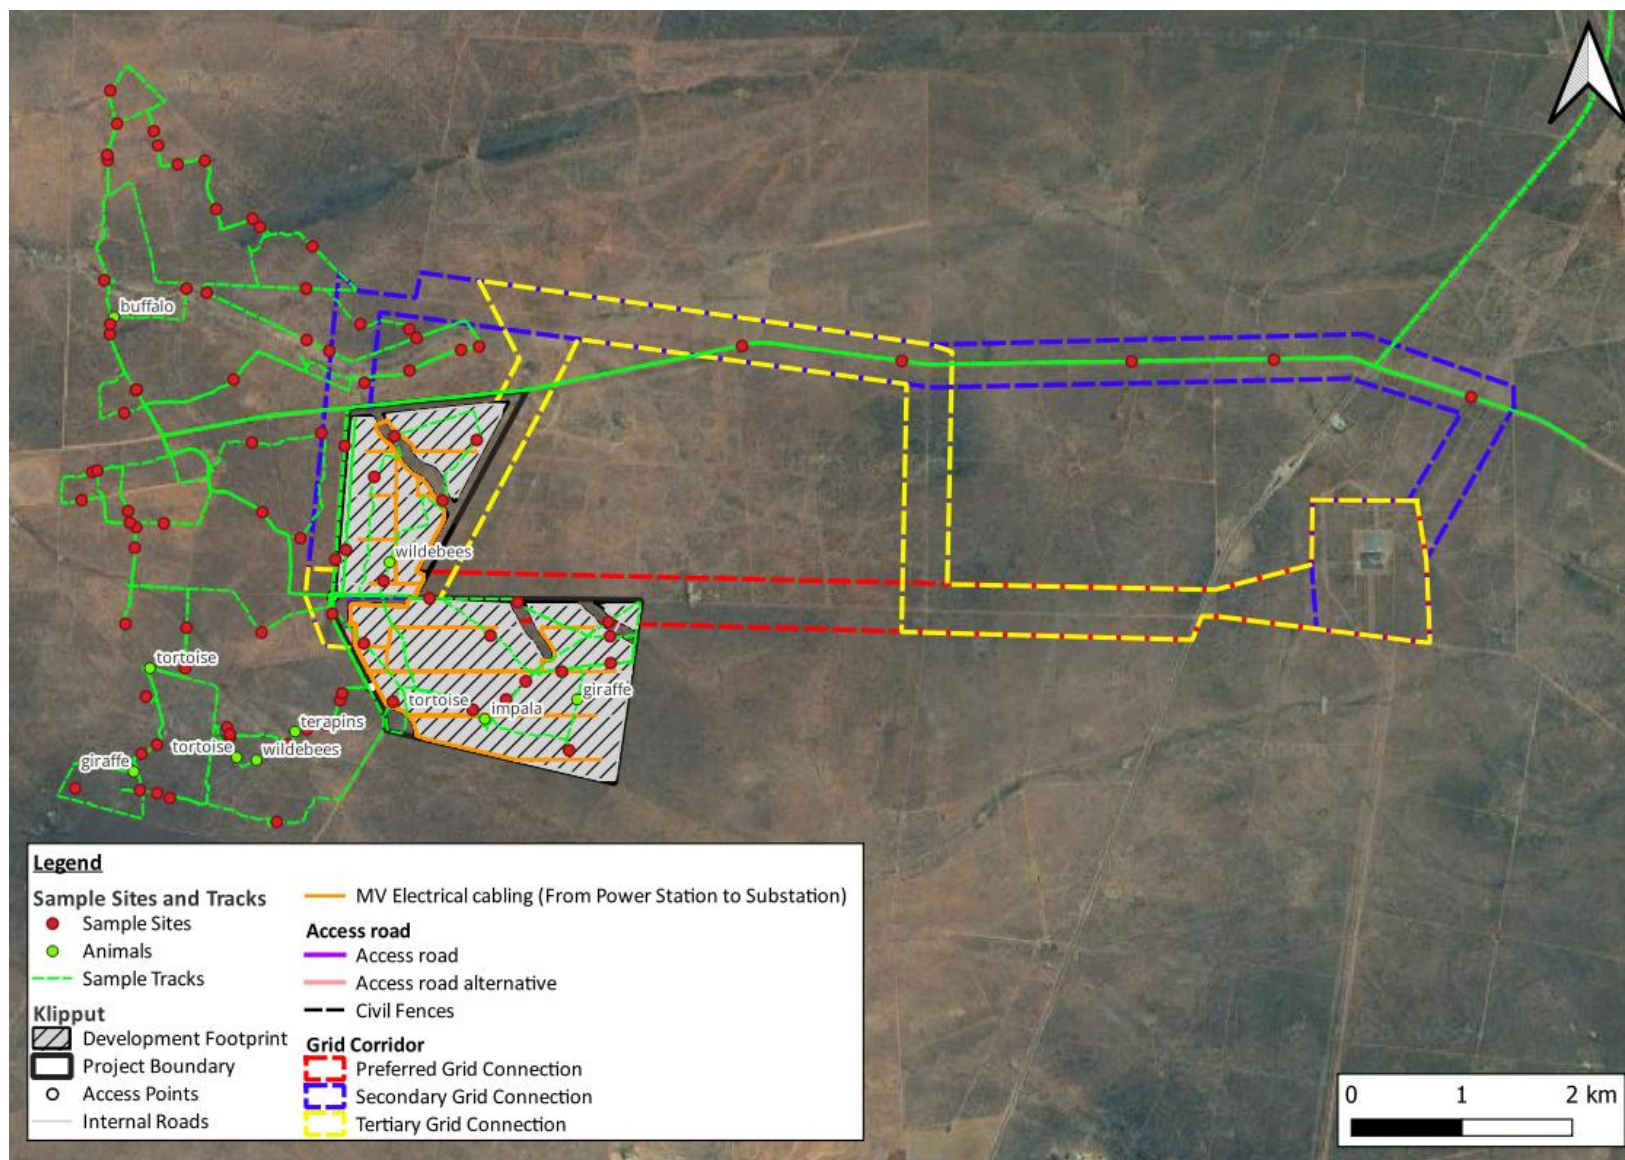 buffalo
wildebees
tortoise
giraffe
tortoise
impala
terapins
tortoise
wildebees
giraffe
Legend
Sample Sites and Tracks
Sample Sites
Animals
Sample Tracks
Klipput
Development Footprint
Project Boundary
Access Points
Internal Roads
MV Electrical cabling (From Power Station to Substation)
Access road
Access road
Access road alternative
Civil Fences
Grid Corridor
Preferred Grid Connection
Secondary Grid Connection
Tertiary Grid Connection
0 1 2 km